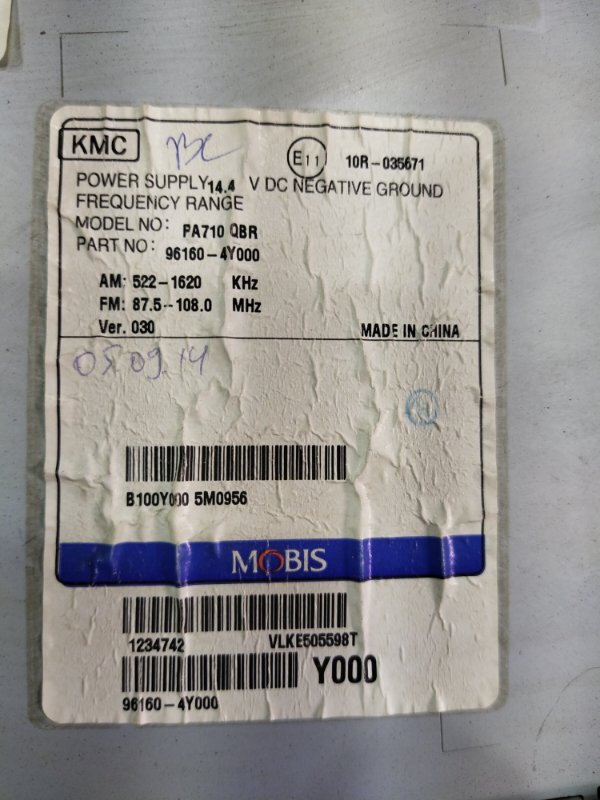 KMC
E11 10R-035671
POWER SUPPLY 14.4 V DC NEGATIVE GROUND
FREQUENCY RANGE
MODEL NO: PA710 QBR
PART NO: 96160-4Y000
AM: 522-1620 KHz
FM: 87.5-108.0 MHz
Ver. 030 MADE IN CHINA
05.09.14
B100Y000 5M0956
MOBIS
1234742 VLKE505598T
Y000
96160-4Y000